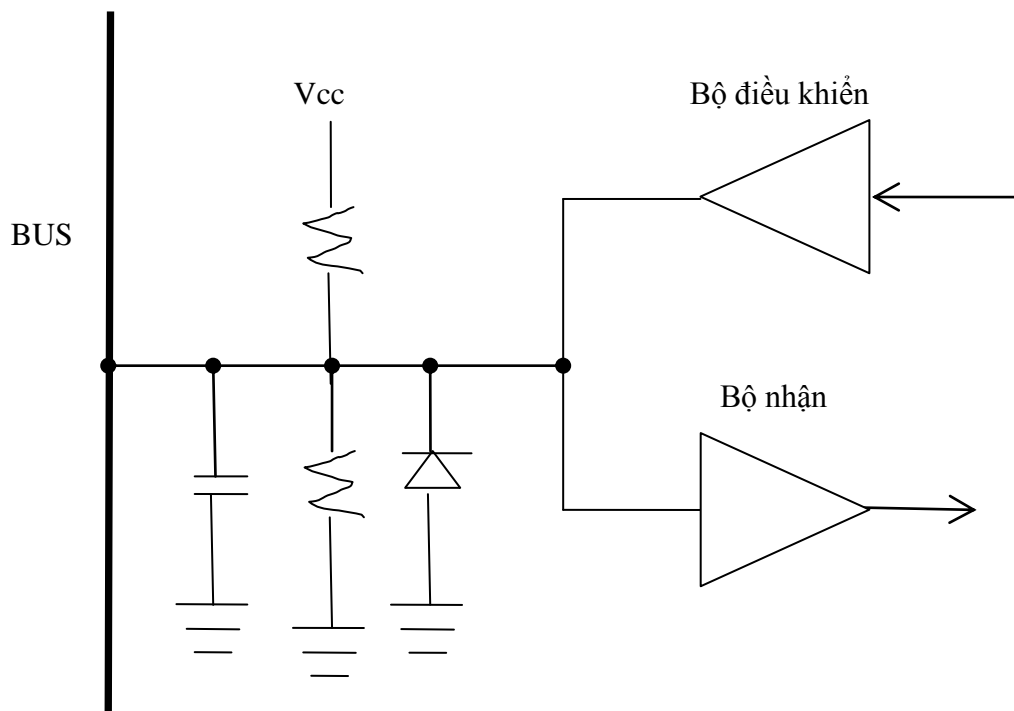 Vcc
Bộ điều khiển
BUS
Bộ nhận